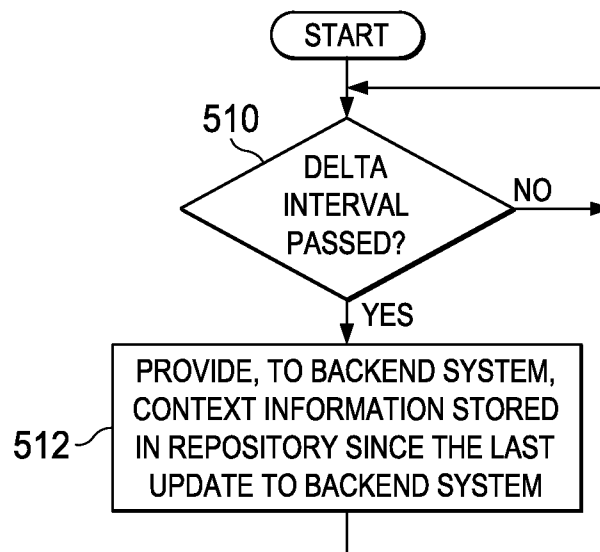 START
510
DELTA
INTERVAL
PASSED?
NO
YES
PROVIDE, TO BACKEND SYSTEM,
CONTEXT INFORMATION STORED
IN REPOSITORY SINCE THE LAST
UPDATE TO BACKEND SYSTEM
512